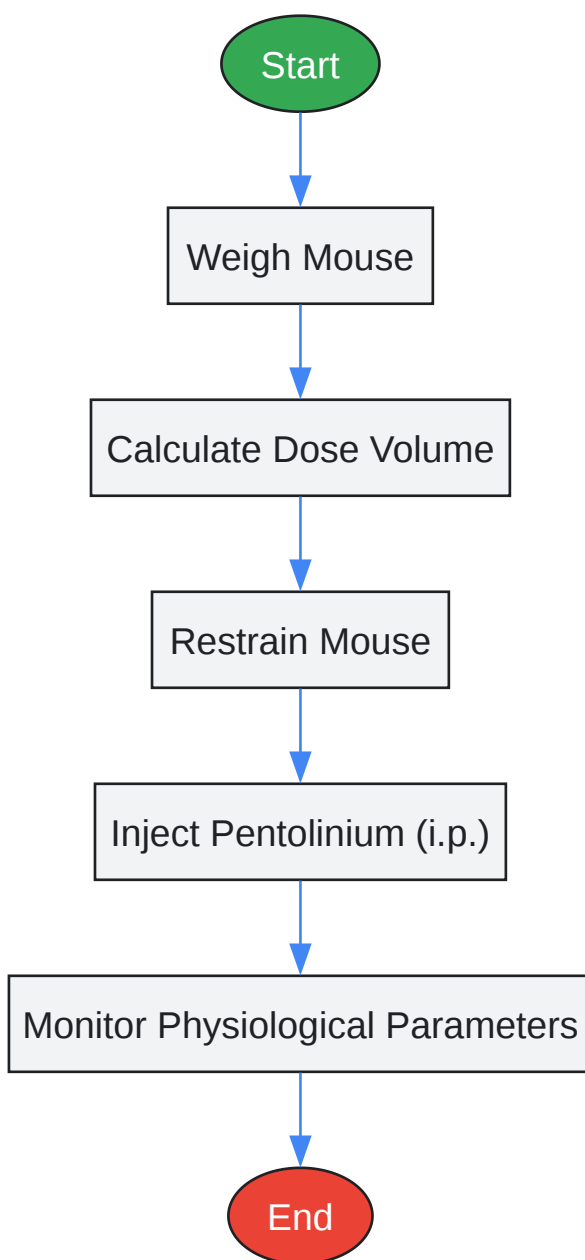 Start
Weigh Mouse
Calculate Dose Volume
Restrain Mouse
Inject Pentolinium (i.p.)
Monitor Physiological Parameters
End